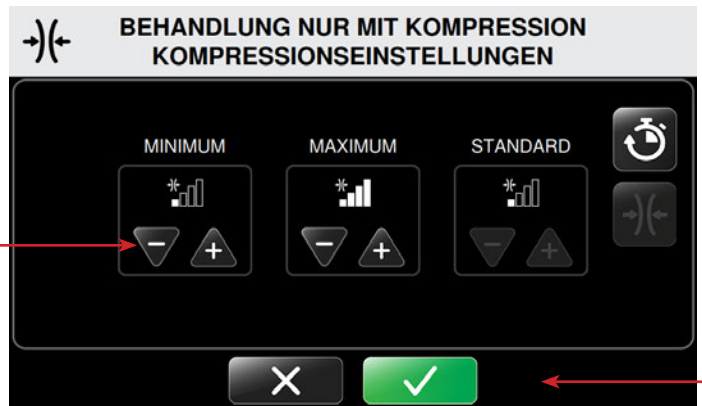 BEHANDLUNG NUR MIT KOMPRESSION
KOMPRESSIONSEINSTELLUNGEN
MINIMUM MAXIMUM STANDARD